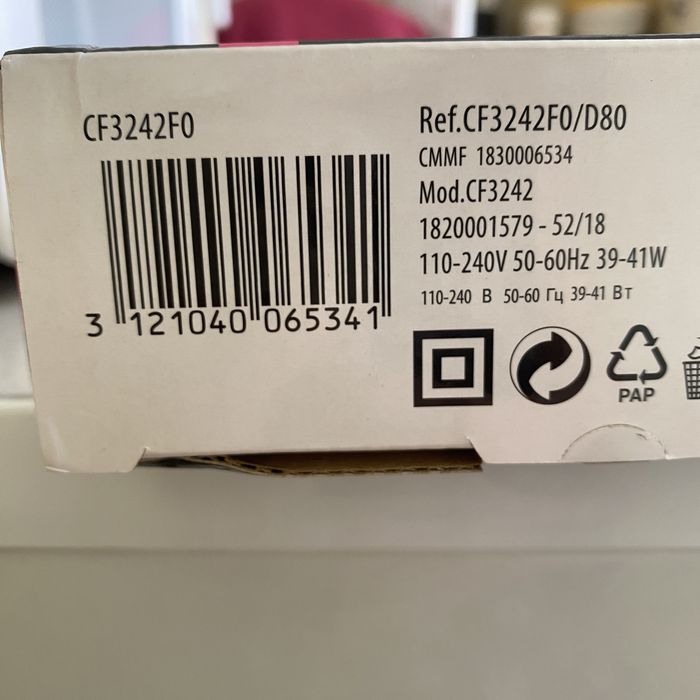 CF3242F0
3 121040 065341
Ref.CF3242F0/D80
CMMF 1830006534
Mod.CF3242
1820001579 - 52/18
110-240V 50-60Hz 39-41W
110-240 В 50-60 Гц 39-41 Вт
PAP